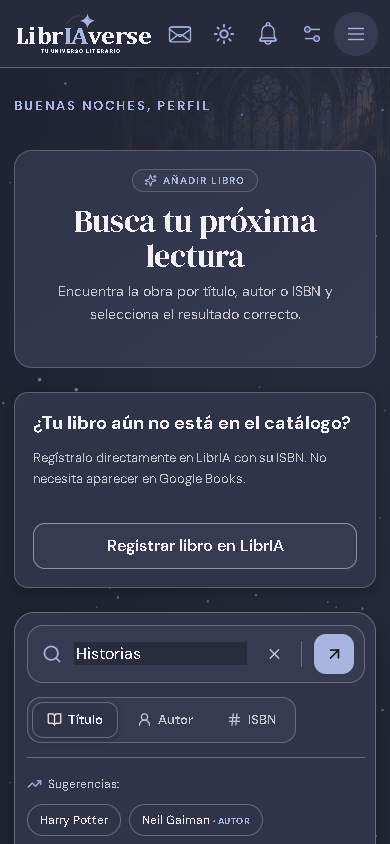 LibrIAverse
TU UNIVERSO LITERARIO
BUENAS NOCHES, PERFIL
AÑADIR LIBRO
Busca tu próxima
lectura
Encuentra la obra por título, autor o ISBN y
selecciona el resultado correcto.
¿Tu libro aún no está en el catálogo?
Regístralo directamente en LibrIA con su ISBN. No
necesita aparecer en Google Books.
Registrar libro en LibrIA
Historias
Título Autor ISBN
Sugerencias:
Harry Potter Neil Gaiman · AUTOR